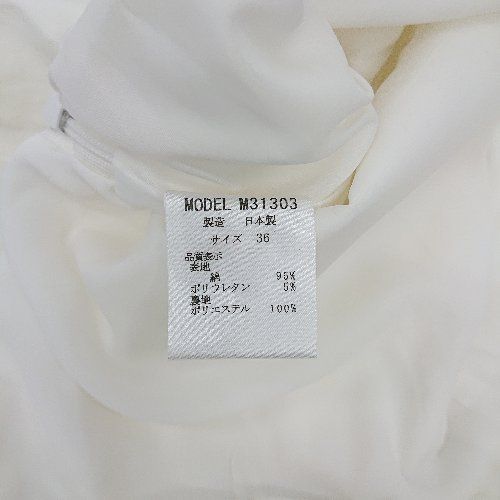 MODEL M31303
製造 日本製
サイズ 36
品質表示
表地
綿 95%
ポリウレタン 5%
裏地
ポリエステル 100%